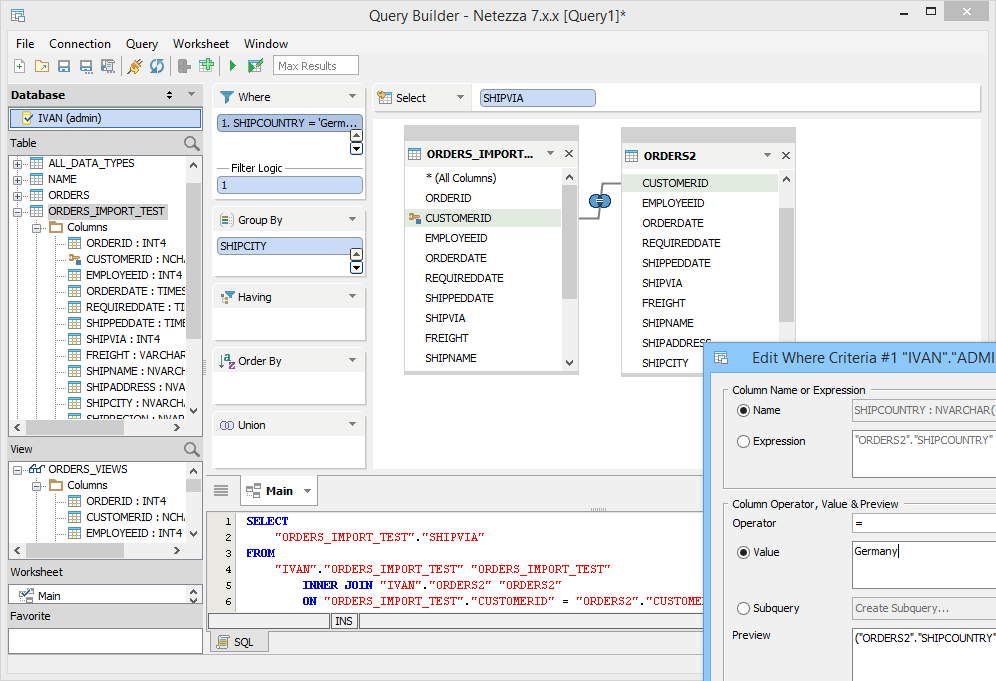 Query Builder - Netezza 7.x.x [Query1]*
File Connection Query Worksheet Window
Max Results
Database
IVAN (admin)
Table
ALL_DATA_TYPES
NAME
ORDERS
ORDERS_IMPORT_TEST
Columns
ORDERID : INT4
CUSTOMERID : NCHA
EMPLOYEEID : INT4
ORDERDATE : TIMES
REQUIREDDATE : TI
SHIPPEDDATE : TIME
SHIPVIA : INT4
FREIGHT : VARCHAR
SHIPNAME : NVARCH
SHIPADDRESS : NVA
SHIPCITY : NVARCHA
SHIPREGION : NVAR
View
ORDERS_VIEWS
Columns
ORDERID : INT4
CUSTOMERID : NCHA
EMPLOYEEID : INT4
Worksheet
Main
Favorite
Where
1. SHIPCOUNTRY = 'Germ...
Filter Logic
1
Group By
SHIPCITY
Having
Order By
Union
Select
SHIPVIA
ORDERS_IMPORT...
* (All Columns)
ORDERID
CUSTOMERID
EMPLOYEEID
ORDERDATE
REQUIREDDATE
SHIPPEDDATE
SHIPVIA
FREIGHT
SHIPNAME
=
ORDERS2
CUSTOMERID
EMPLOYEEID
ORDERDATE
REQUIREDDATE
SHIPPEDDATE
SHIPVIA
FREIGHT
SHIPNAME
SHIPADDRESS
SHIPCITY
Main
1 SELECT
2 "ORDERS_IMPORT_TEST"."SHIPVIA"
3 FROM
4 "IVAN"."ORDERS_IMPORT_TEST" "ORDERS_IMPORT_TEST"
5 INNER JOIN "IVAN"."ORDERS2" "ORDERS2"
6 ON "ORDERS_IMPORT_TEST"."CUSTOMERID" = "ORDERS2"."CUSTOME
INS
SQL
Edit Where Criteria #1 "IVAN"."ADMI
Column Name or Expression
Name
SHIPCOUNTRY : NVARCHAR(
Expression
"ORDERS2"."SHIPCOUNTRY"
Column Operator, Value & Preview
Operator
=
Value
Germany
Subquery
Create Subquery...
Preview
("ORDERS2"."SHIPCOUNTRY"